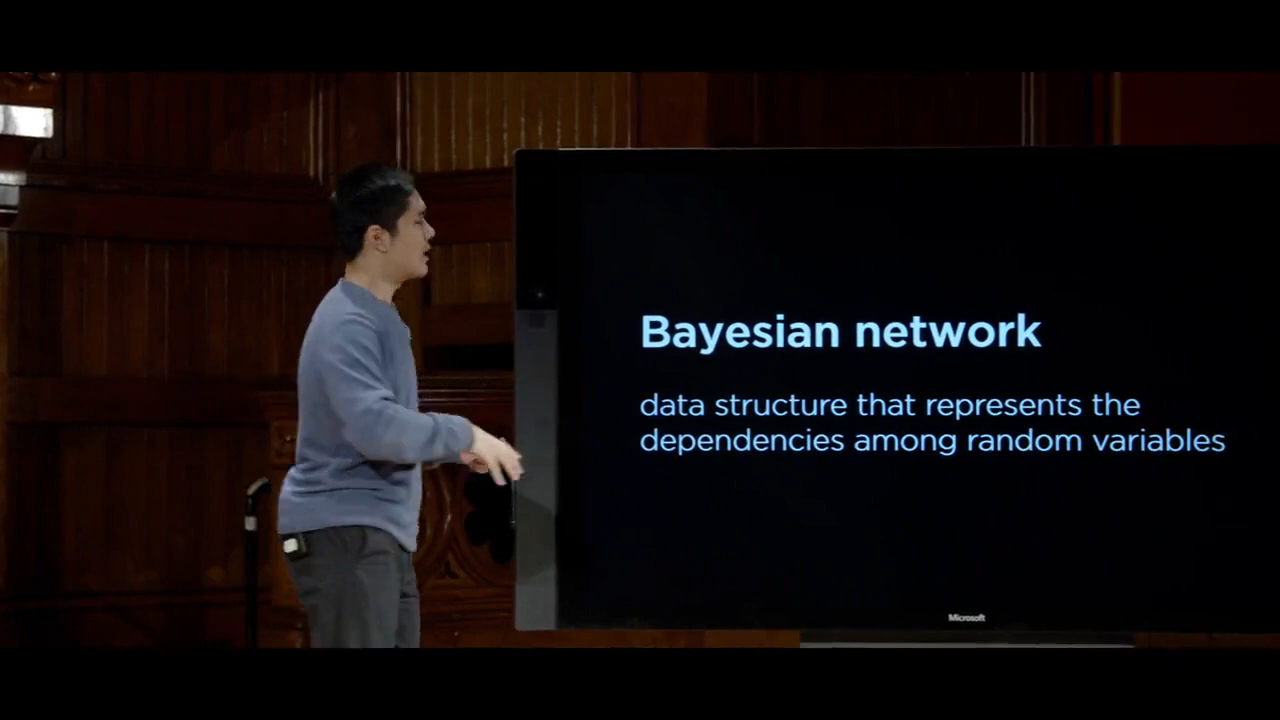 Bayesian network
data structure that represents the
dependencies among random variables
Microsoft